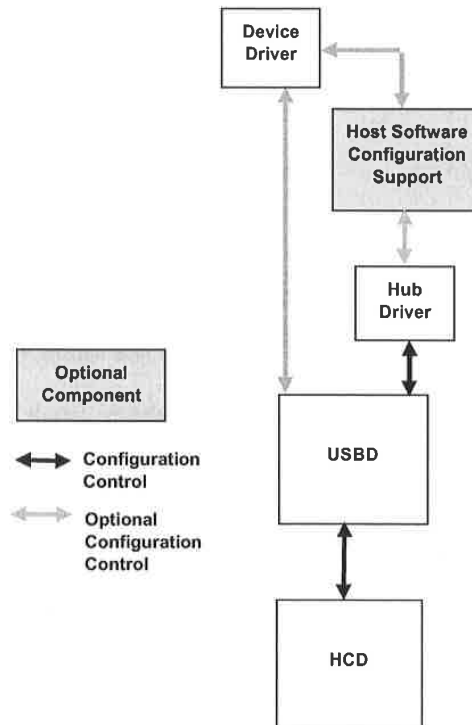 Device
Driver
Host Software
Configuration
Support
Hub
Driver
Optional
Component
USBD
Configuration
Control
Optional
Configuration
Control
HCD